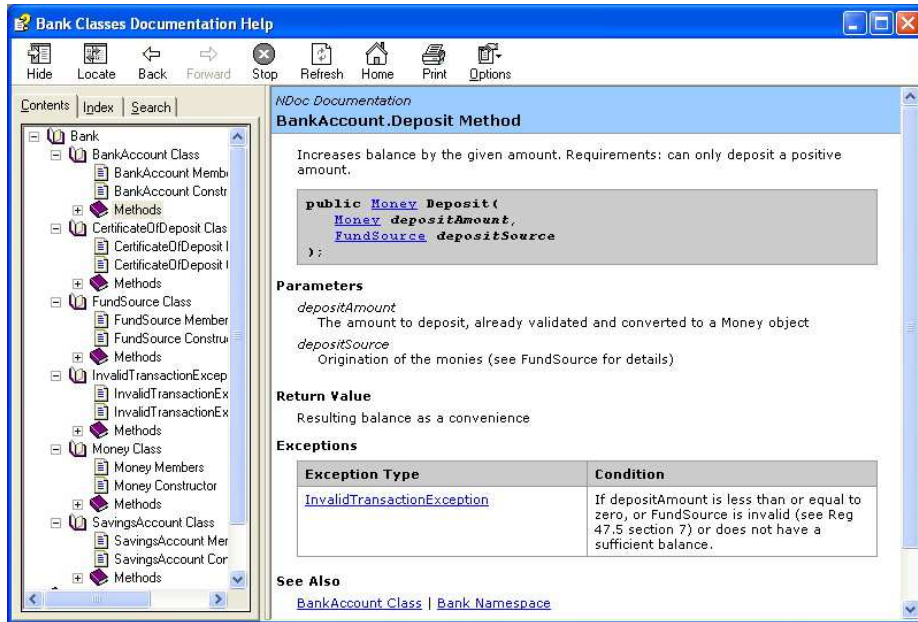 Bank Classes Documentation Help
Hide Locate Back Forward Stop Refresh Home Print Options
Contents Index Search
Bank
BankAccount Class
BankAccount Memb
BankAccount Constr
Methods
CertificateOfDeposit Clas
CertificateOfDeposit
CertificateOfDeposit
Methods
FundSource Class
FundSource Member
FundSource Constru
Methods
InvalidTransactionExcep
InvalidTransactionEx
InvalidTransactionEx
Methods
Money Class
Money Members
Money Constructor
Methods
SavingsAccount Class
SavingsAccount Mer
SavingsAccount Cor
Methods
NDoc Documentation
BankAccount.Deposit Method
Increases balance by the given amount. Requirements: can only deposit a positive
amount.
public Money Deposit(
Money depositAmount,
FundSource depositSource
);
Parameters
depositAmount
The amount to deposit, already validated and converted to a Money object
depositSource
Origination of the monies (see FundSource for details)
Return Value
Resulting balance as a convenience
Exceptions
Exception Type Condition
InvalidTransactionException If depositAmount is less than or equal to
zero, or FundSource is invalid (see Reg
47.5 section 7) or does not have a
sufficient balance.
See Also
BankAccount Class | Bank Namespace